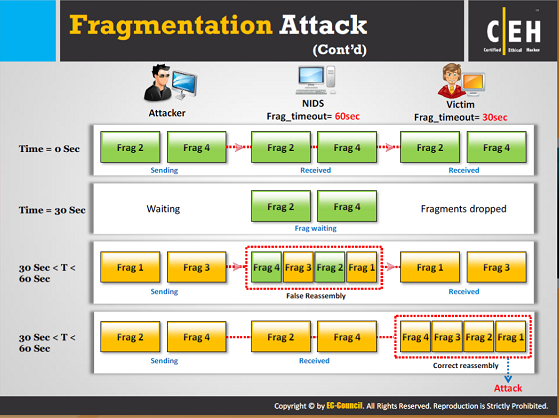 Fragmentation Attack
(Cont'd)
C EH
Certified Ethical Hacker
Attacker
NIDS
Frag_timeout= 60sec
Victim
Frag_timeout= 30sec
Time = 0 Sec
Frag 2 Frag 4 Frag 2 Frag 4 Frag 2 Frag 4
Sending Received Received
Time = 30 Sec
Waiting
Frag 2 Frag 4
Frag waiting
Fragments dropped
30 Sec < T <
60 Sec
Frag 1 Frag 3 Frag 4 Frag 3 Frag 2 Frag 1 Frag 1 Frag 3
Sending False Reassembly Received
30 Sec < T <
60 Sec
Frag 2 Frag 4 Frag 2 Frag 4 Frag 4 Frag 3 Frag 2 Frag 1
Sending Received Correct reassembly
Attack
Copyright © by EC-Council. All Rights Reserved. Reproduction is Strictly Prohibited.